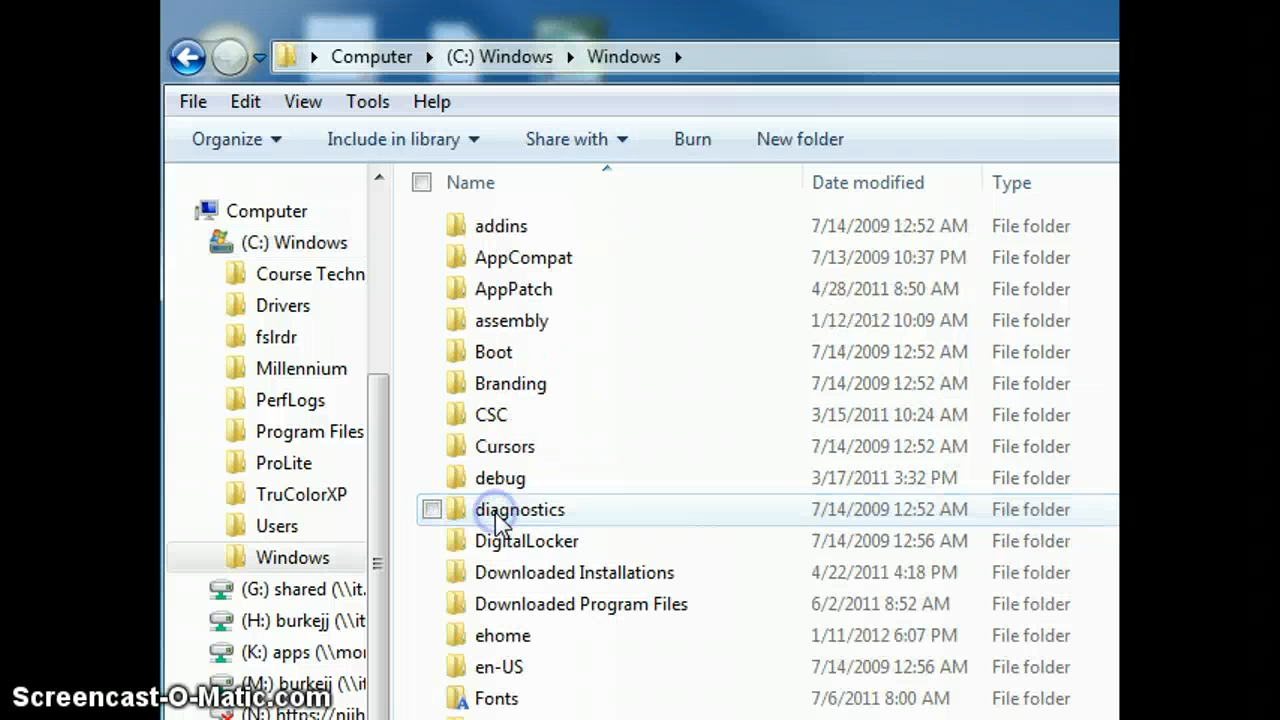 Computer (C:) Windows Windows
File Edit View Tools Help
Organize Include in library Share with Burn New folder
Name Date modified Type
Computer
(C:) Windows
Course Techn
Drivers
fslrdr
Millennium
PerfLogs
Program Files
ProLite
TruColorXP
Users
Windows
(G:) shared (\\it.
(H:) burkejj (\\it
(K:) apps (\\mo
(M:) burkejj (\\it
(N:) https://njih
addins 7/14/2009 12:52 AM File folder
AppCompat 7/13/2009 10:37 PM File folder
AppPatch 4/28/2011 8:50 AM File folder
assembly 1/12/2012 10:09 AM File folder
Boot 7/14/2009 12:52 AM File folder
Branding 7/14/2009 12:52 AM File folder
CSC 3/15/2011 10:24 AM File folder
Cursors 7/14/2009 12:52 AM File folder
debug 3/17/2011 3:32 PM File folder
diagnostics 7/14/2009 12:52 AM File folder
DigitalLocker 7/14/2009 12:56 AM File folder
Downloaded Installations 4/22/2011 4:18 PM File folder
Downloaded Program Files 6/2/2011 8:52 AM File folder
ehome 1/11/2012 6:07 PM File folder
en-US 7/14/2009 12:56 AM File folder
Fonts 7/6/2011 8:00 AM File folder
Screencast-O-Matic.com